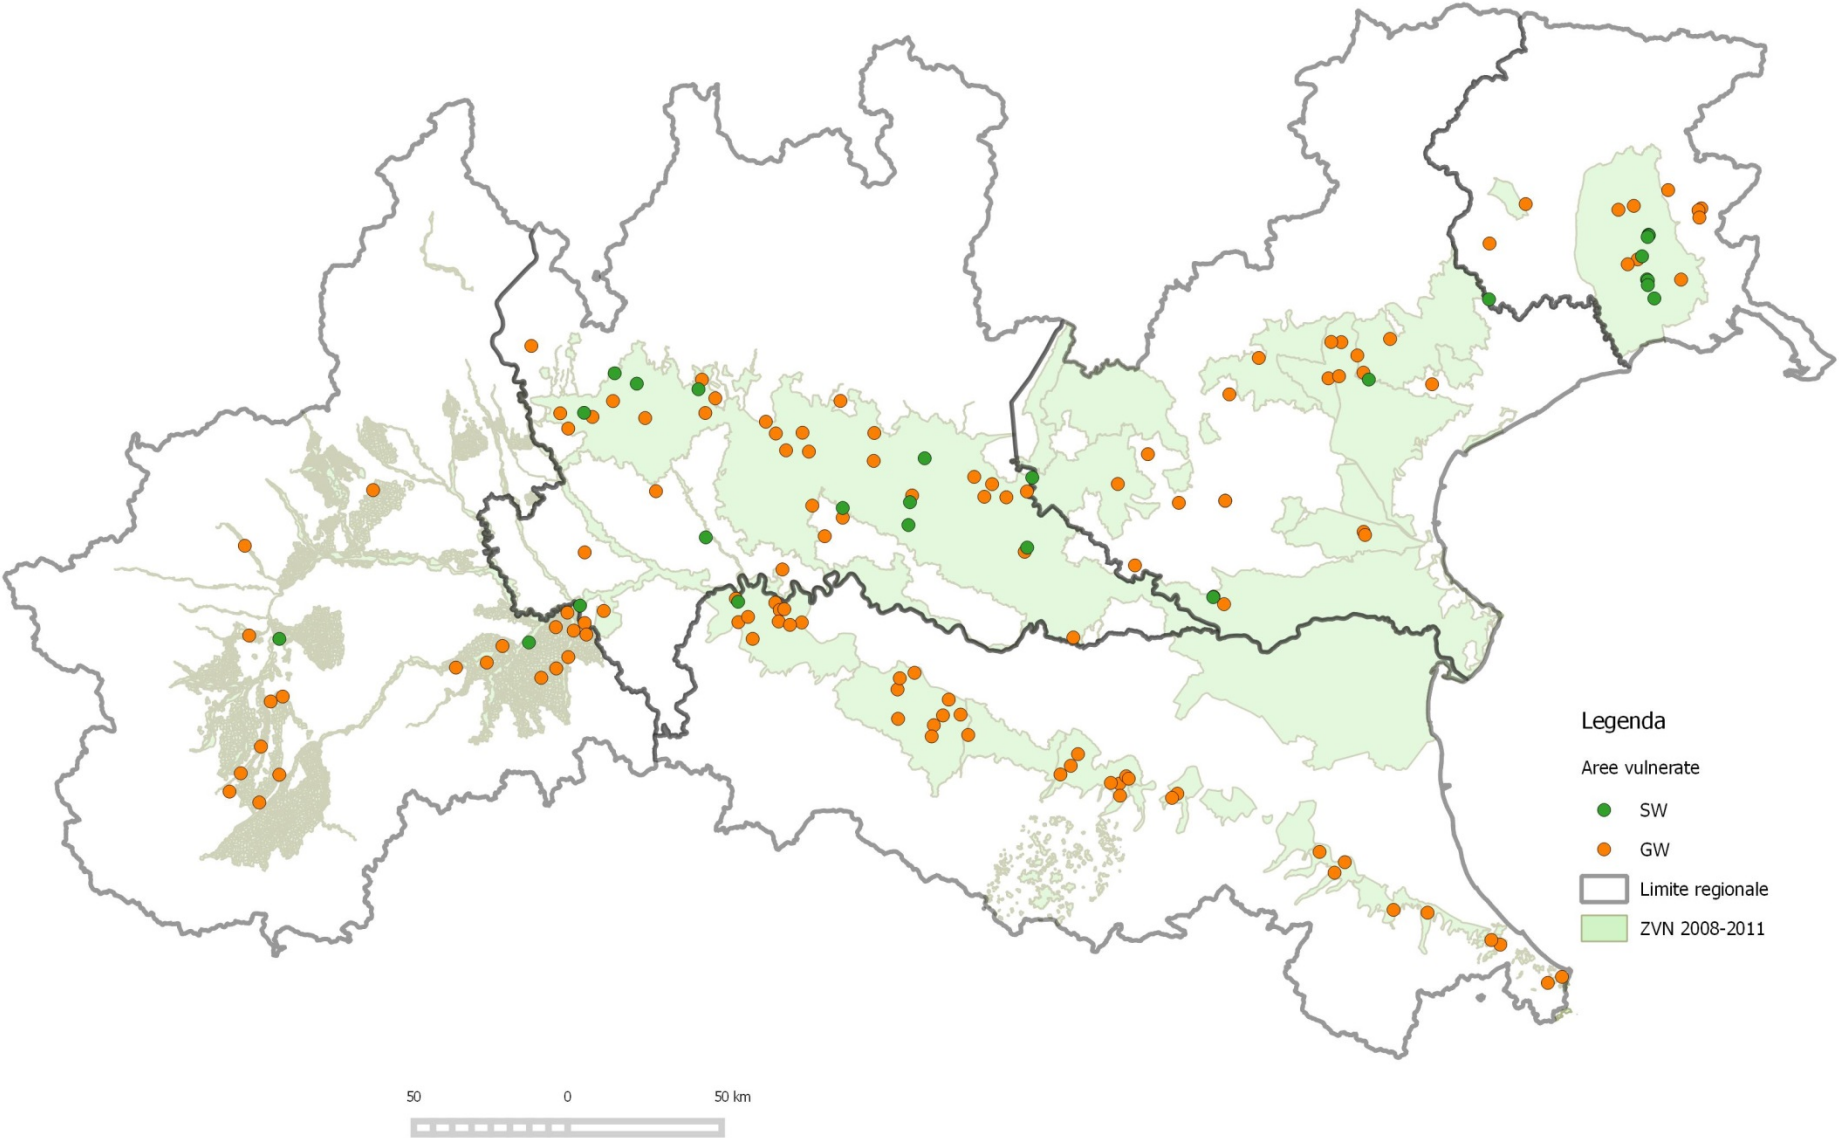 Legenda
Aree vulnerate
SW
GW
Limite regionale
ZVN 2008-2011
50 0 50 km